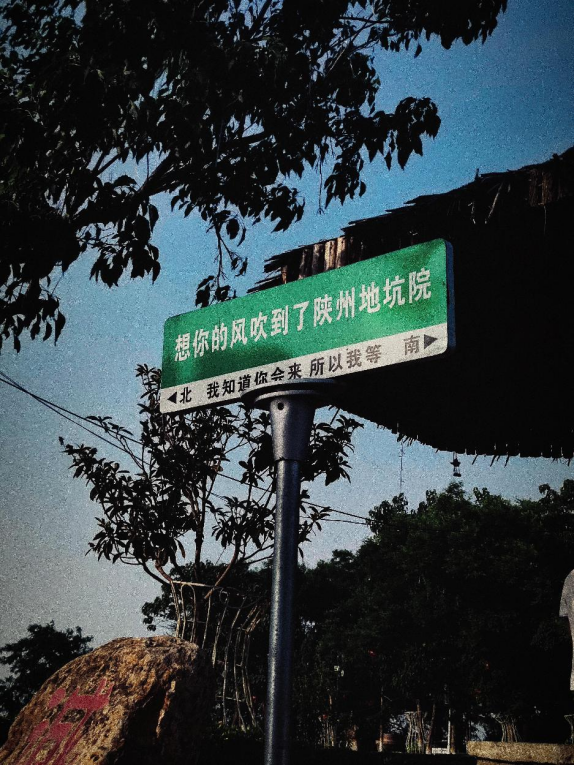 想你的风吹到了陕州地坑院
◀北 我知道你会来 所以我等 南▶